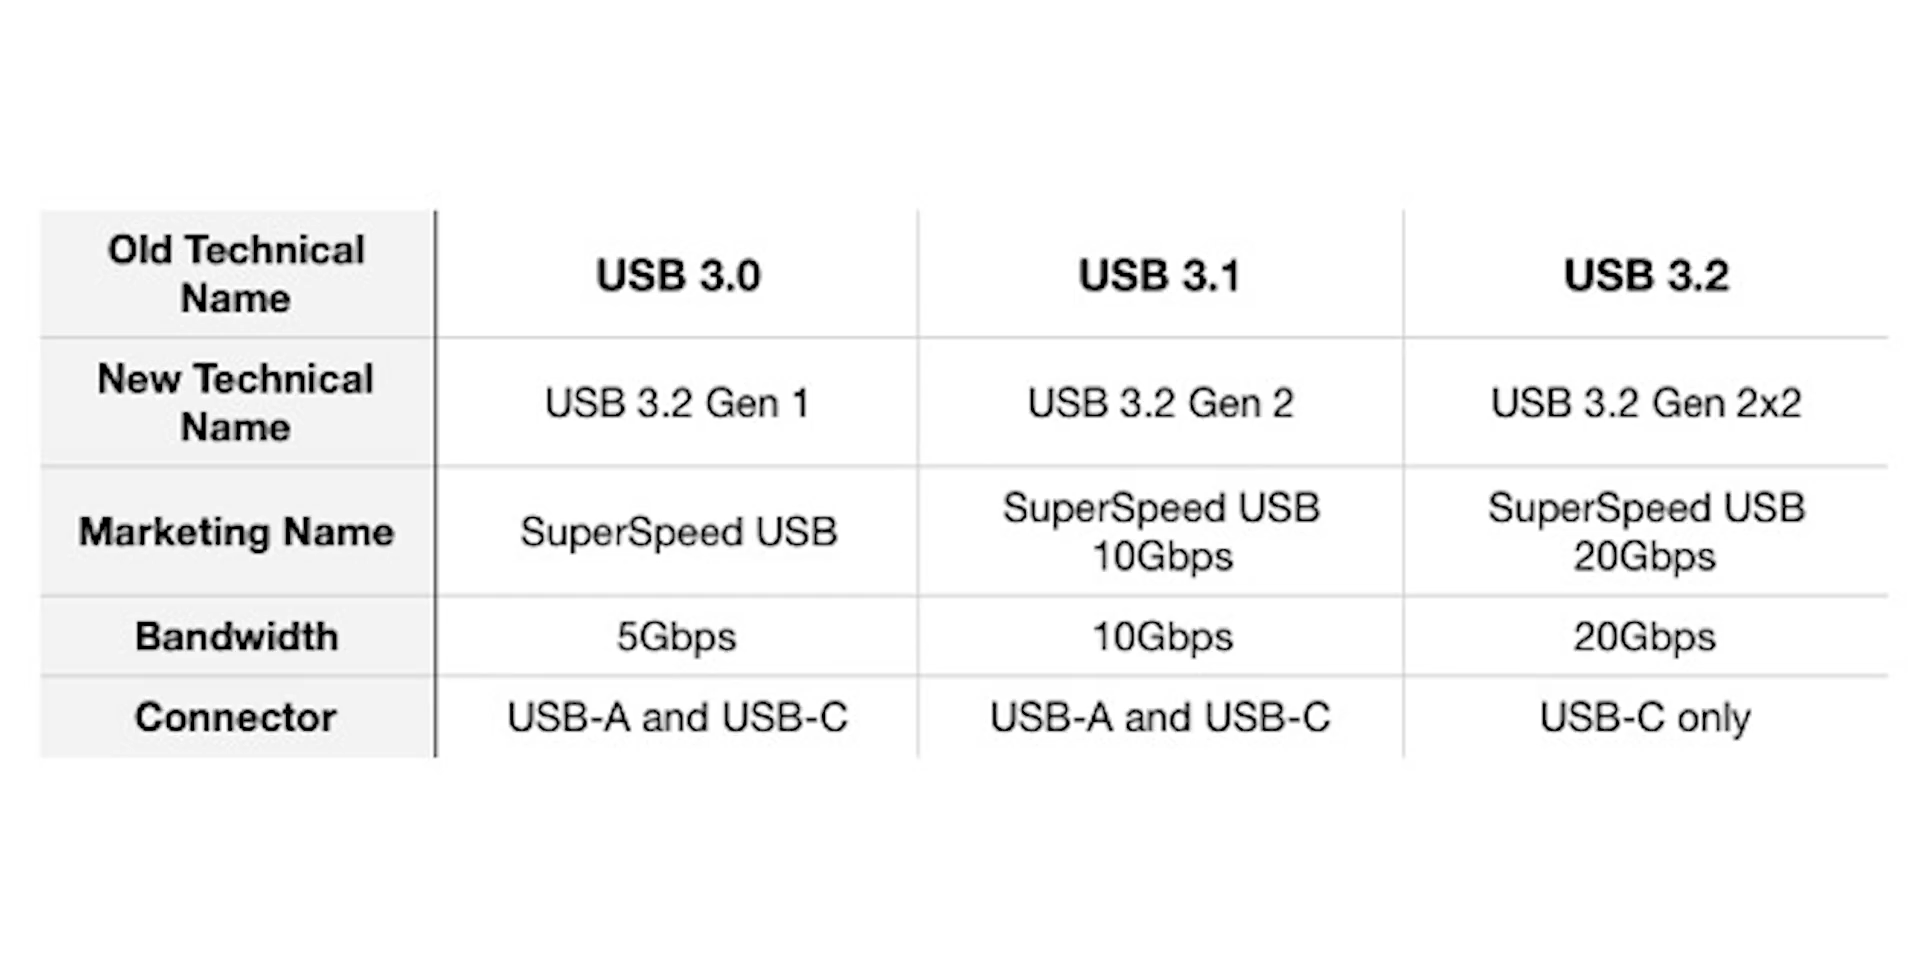 Old Technical
Name
USB 3.0
USB 3.1
USB 3.2
New Technical
Name
USB 3.2 Gen 1
USB 3.2 Gen 2
USB 3.2 Gen 2x2
Marketing Name
SuperSpeed USB
SuperSpeed USB
10Gbps
SuperSpeed USB
20Gbps
Bandwidth
5Gbps
10Gbps
20Gbps
Connector
USB-A and USB-C
USB-A and USB-C
USB-C only